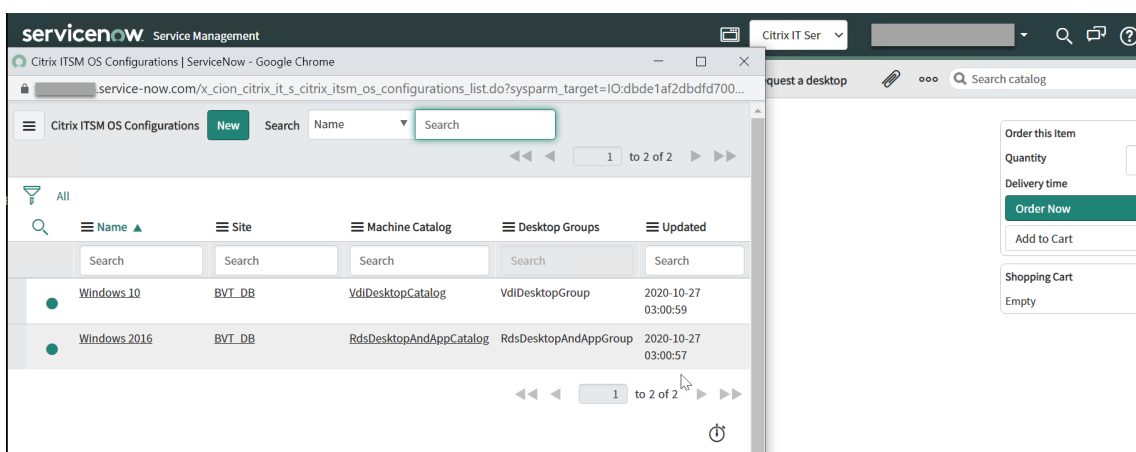 servicenow Service Management
Citrix IT Ser
Citrix ITSM OS Configurations | ServiceNow - Google Chrome
.service-now.com/x_cion_citrix_it_s_citrix_itsm_os_configurations_list.do?sysparm_target=IO:dbde1af2dbdfd700...
quest a desktop
Search catalog
Citrix ITSM OS Configurations New Search Name Search
1 to 2 of 2
All
Name Site Machine Catalog Desktop Groups Updated
Search Search Search Search Search
Windows 10 BVT_DB VdiDesktopCatalog VdiDesktopGroup 2020-10-27
03:00:59
Windows 2016 BVT_DB RdsDesktopAndAppCatalog RdsDesktopAndAppGroup 2020-10-27
03:00:57
1 to 2 of 2
Order this Item
Quantity
Delivery time
Order Now
Add to Cart
Shopping Cart
Empty